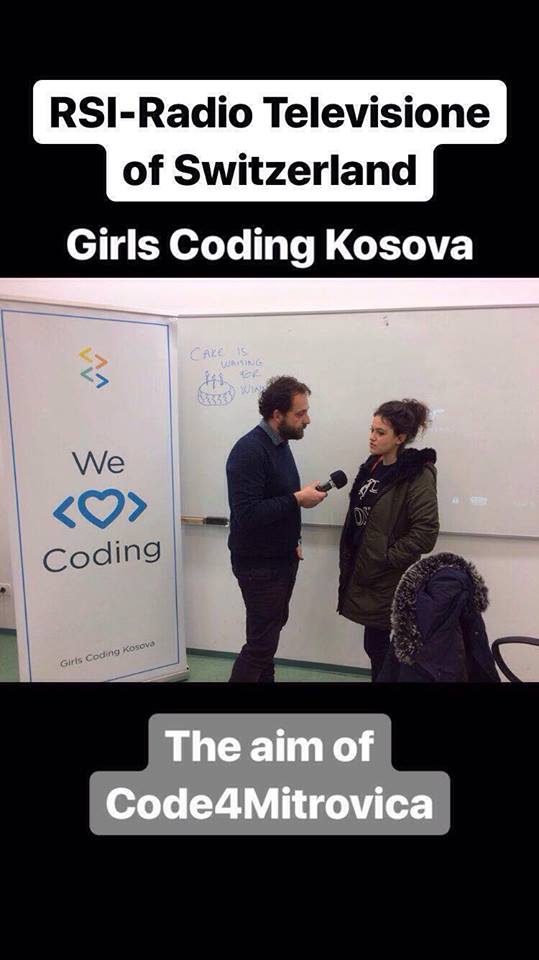 RSI-Radio Televisione
of Switzerland
Girls Coding Kosova
CAKE IS
WAITING
We
Coding
Girls Coding Kosova
The aim of
Code4Mitrovica